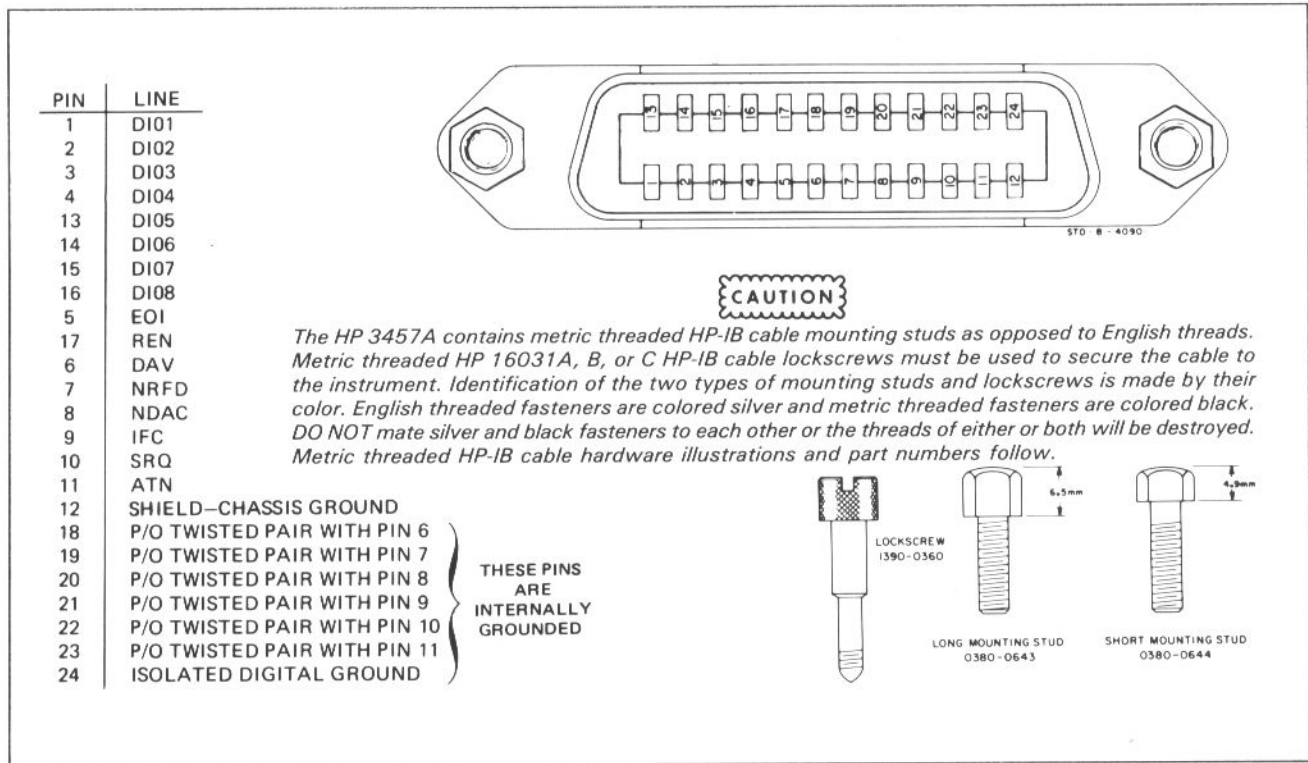 PIN LINE
1 DI01
2 DI02
3 DI03
4 DI04
13 DI05
14 DI06
15 DI07
16 DI08
5 EOI
17 REN
6 DAV
7 NRFD
8 NDAC
9 IFC
10 SRQ
11 ATN
12 SHIELD–CHASSIS GROUND
18 P/O TWISTED PAIR WITH PIN 6
19 P/O TWISTED PAIR WITH PIN 7
20 P/O TWISTED PAIR WITH PIN 8
21 P/O TWISTED PAIR WITH PIN 9
22 P/O TWISTED PAIR WITH PIN 10
23 P/O TWISTED PAIR WITH PIN 11
24 ISOLATED DIGITAL GROUND
THESE PINS
ARE
INTERNALLY
GROUNDED
13 14 15 16 17 18 19 20 21 22 23 24
1 2 3 4 5 6 7 8 9 10 11 12
STD-B-4090
CAUTION
The HP 3457A contains metric threaded HP-IB cable mounting studs as opposed to English threads.
Metric threaded HP 16031A, B, or C HP-IB cable lockscrews must be used to secure the cable to
the instrument. Identification of the two types of mounting studs and lockscrews is made by their
color. English threaded fasteners are colored silver and metric threaded fasteners are colored black.
DO NOT mate silver and black fasteners to each other or the threads of either or both will be destroyed.
Metric threaded HP-IB cable hardware illustrations and part numbers follow.
LOCKSCREW
1390-0360
6.5mm
LONG MOUNTING STUD
0380-0643
4.9mm
SHORT MOUNTING STUD
0380-0644